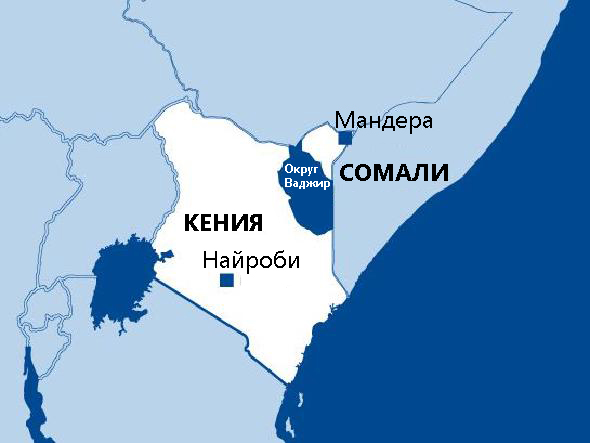 Мандера
Округ
Ваджир
СОМАЛИ
КЕНИЯ
Найроби